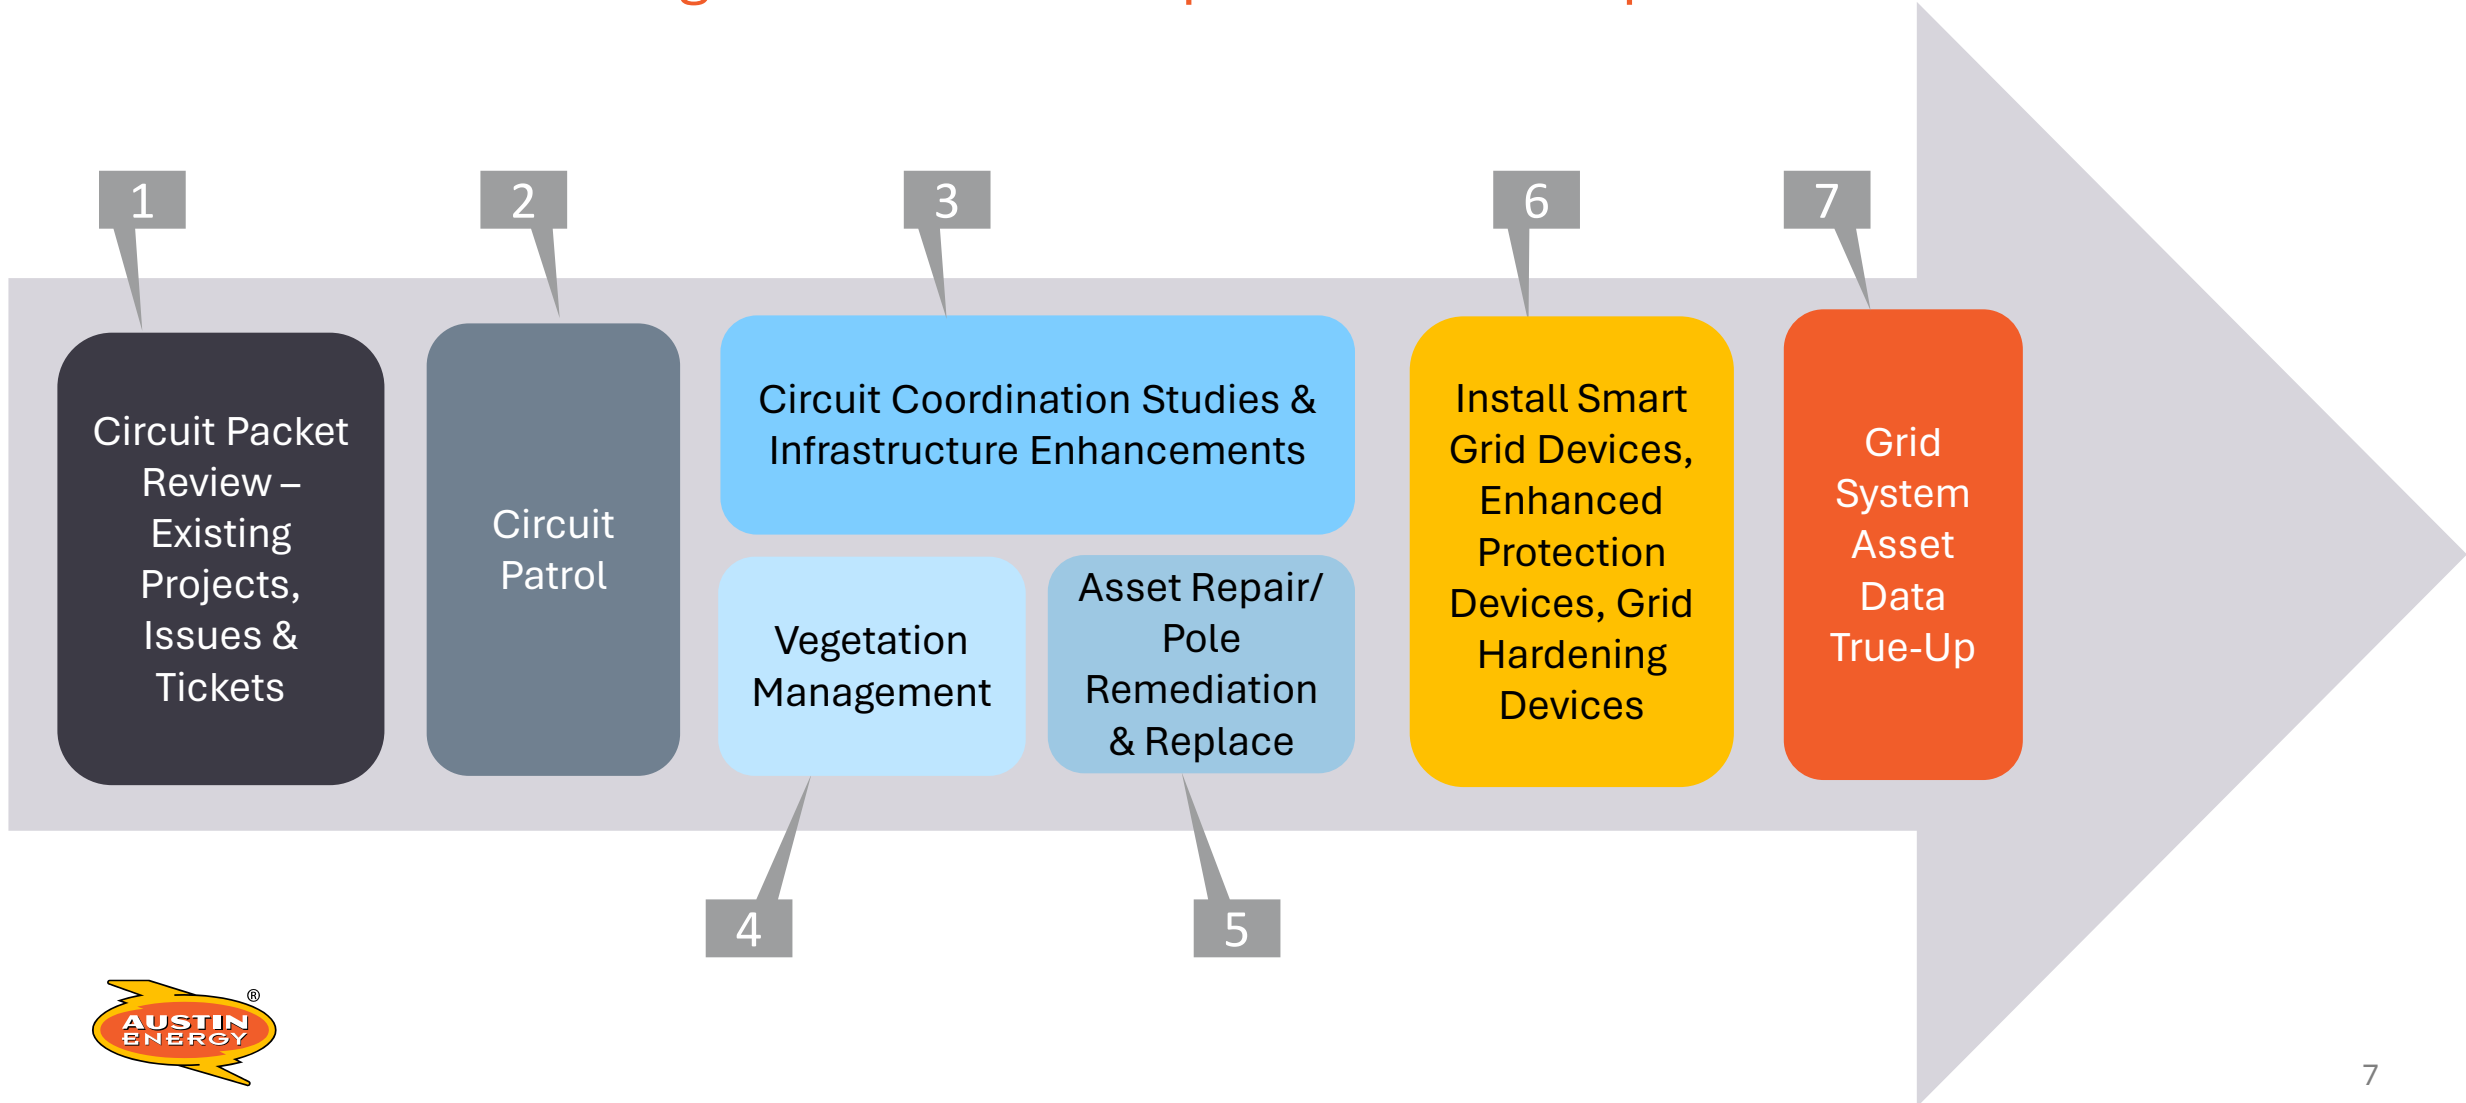 1
2
3
6
7
Circuit Packet
Review –
Existing
Projects,
Issues &
Tickets
Circuit
Patrol
Circuit Coordination Studies &
Infrastructure Enhancements
Vegetation
Management
Asset Repair/
Pole
Remediation
& Replace
Install Smart
Grid Devices,
Enhanced
Protection
Devices, Grid
Hardening
Devices
Grid
System
Asset
Data
True-Up
4
5
AUSTIN
ENERGY
®
7